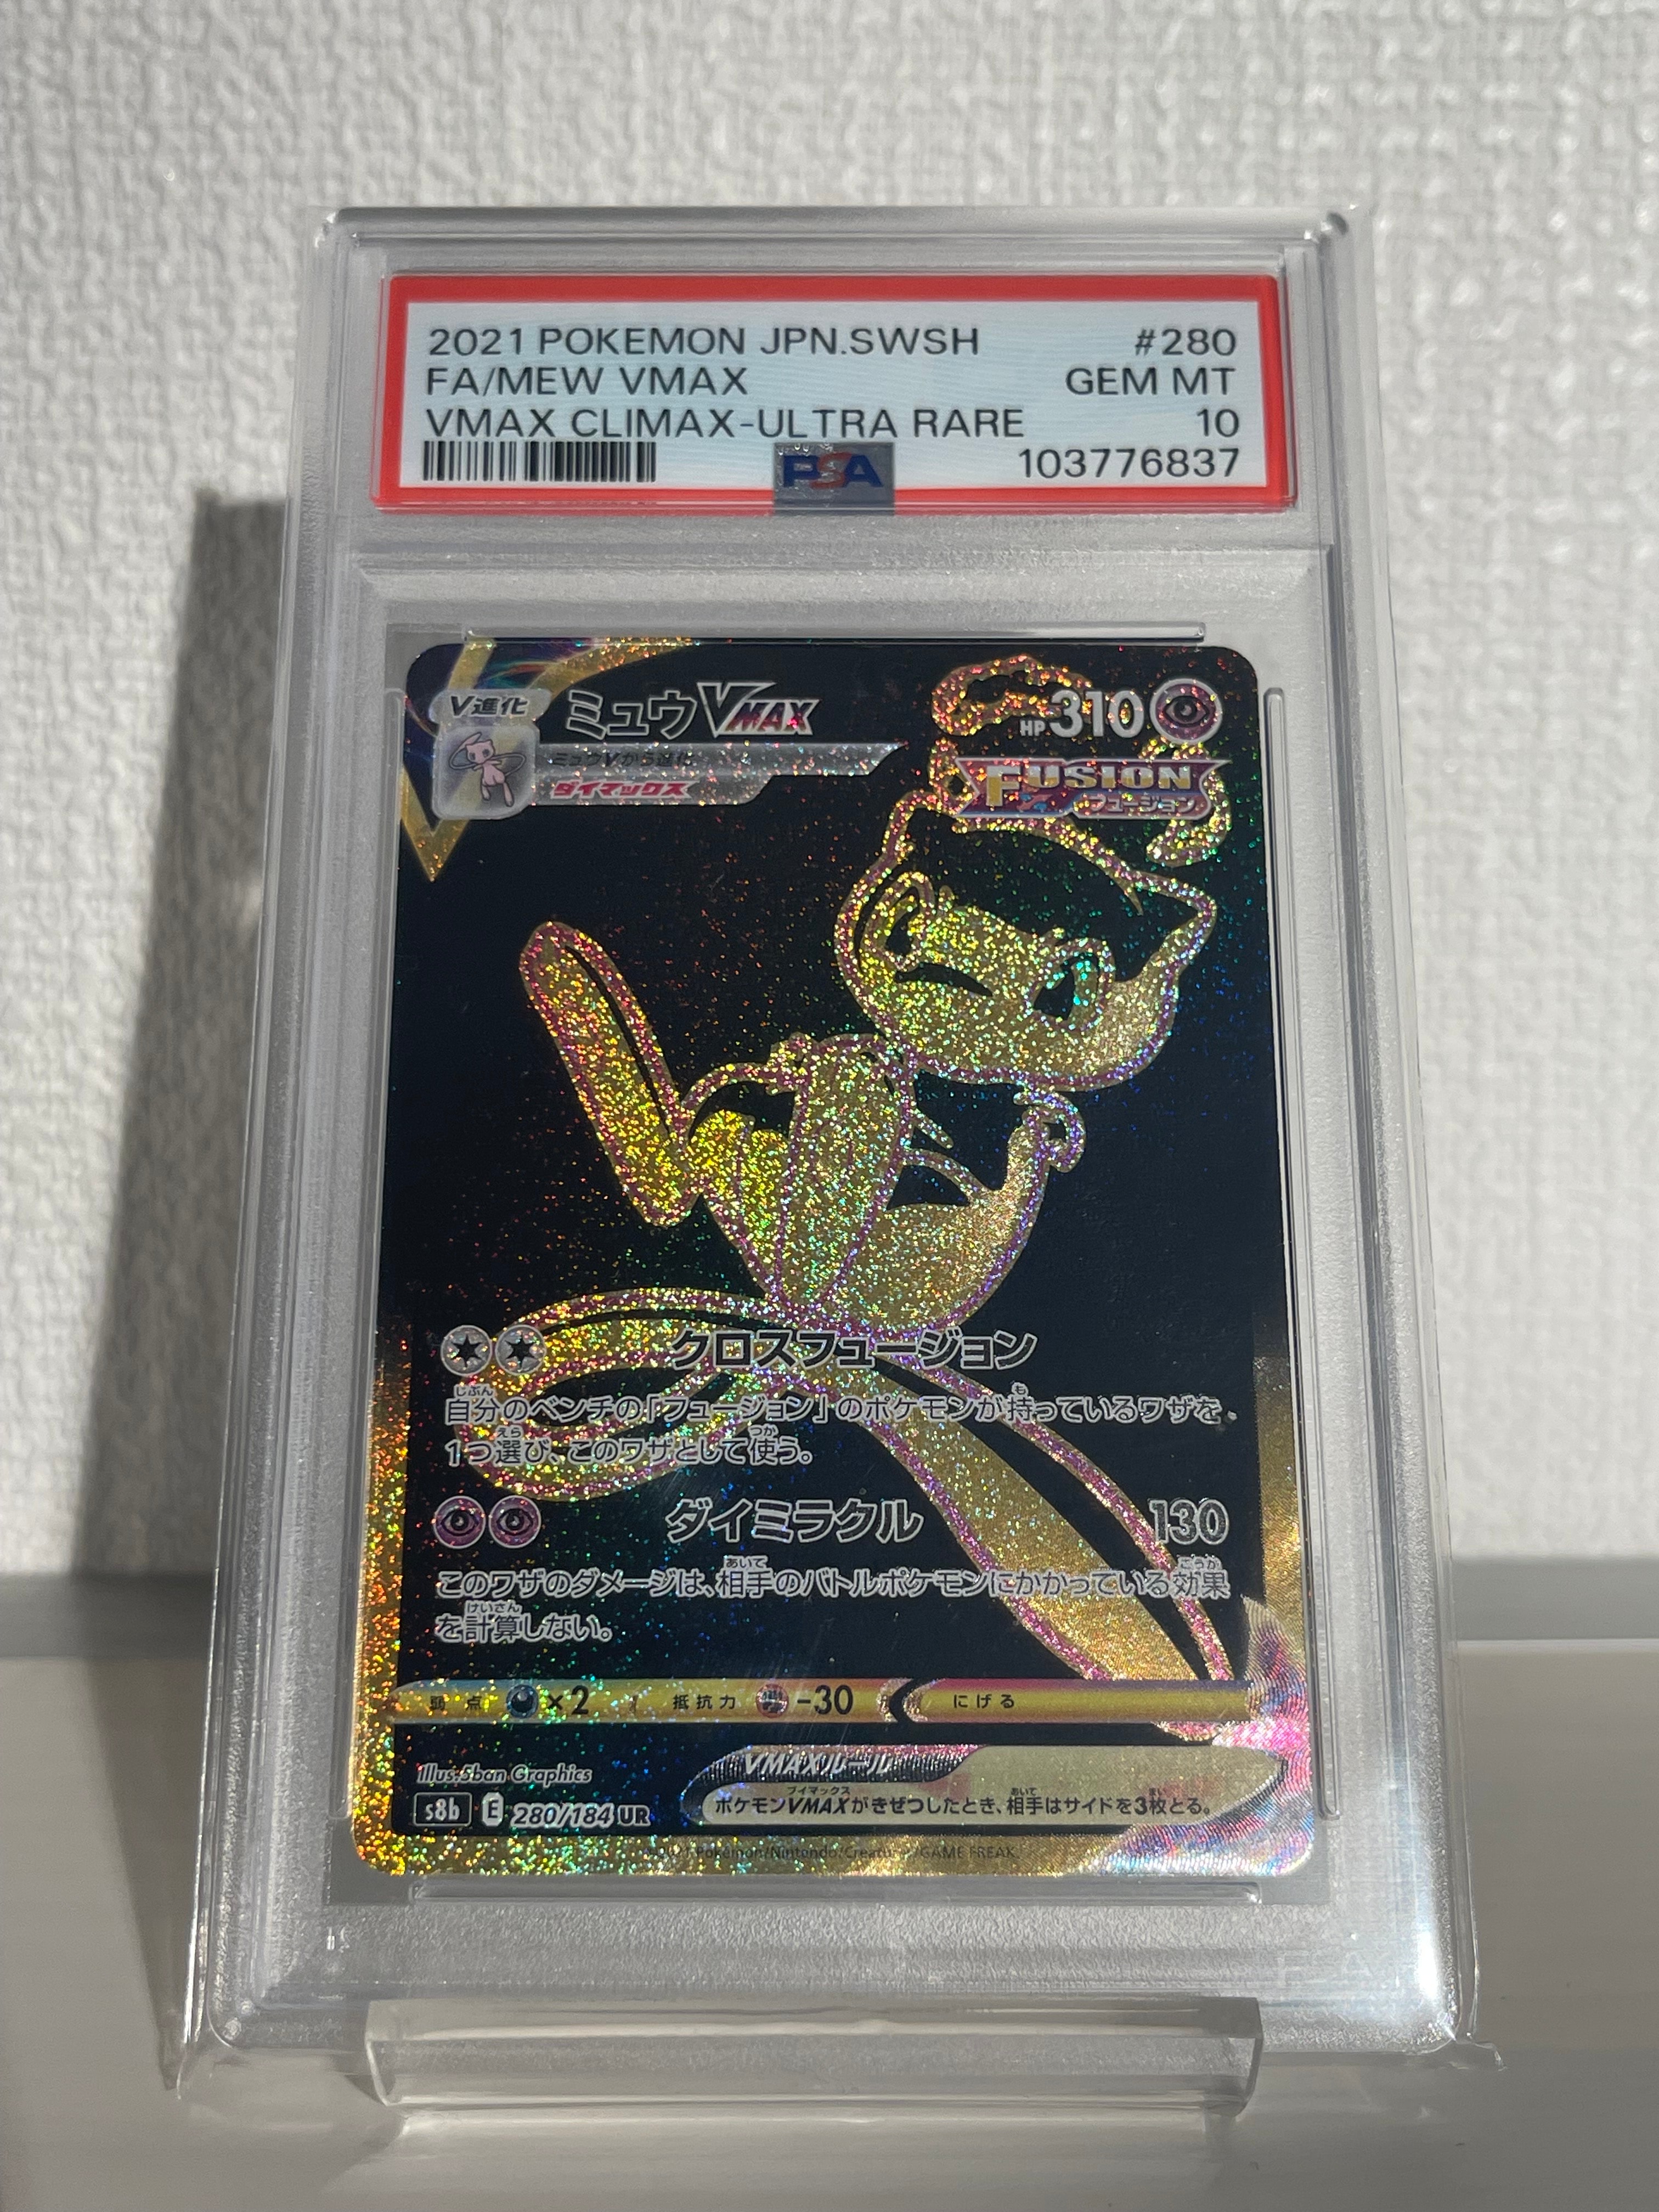 2021 POKEMON JPN.SWSH #280
FA/MEW VMAX GEM MT
VMAX CLIMAX-ULTRA RARE 10
PSA 103776837
V進化 ミュウVMAX HP 310
ミュウVから進化
ダイマックス
FUSION
フュージョン
クロスフュージョン
自分のベンチの「フュージョン」のポケモンが持っているワザを、
1つ選び、このワザとして使う。
ダイミラクル 130
このワザのダメージは、相手のバトルポケモンにかかっている効果
を計算しない。
弱点 ×2 抵抗力 -30 にげる
Illus. 5ban Graphics
VMAXルール
ポケモンVMAXがきぜつしたとき、相手はサイドを3枚とる。
s8b E 280/184 UR
©2021 Pokémon/Nintendo/Creatures/GAME FREAK.